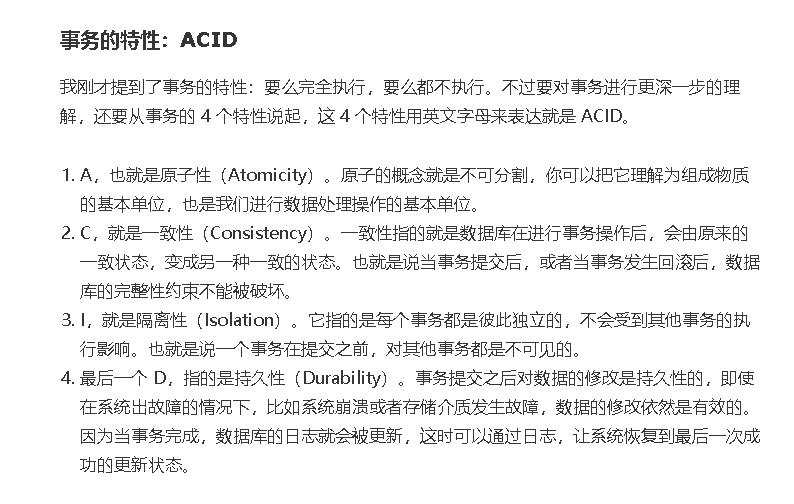 事务的特性：ACID
我刚才提到了事务的特性：要么完全执行，要么都不执行。不过要对事务进行更深一步的理
解，还要从事务的 4 个特性说起，这 4 个特性用英文字母来表达就是 ACID。
1. A，也就是原子性（Atomicity）。原子的概念就是不可分割，你可以把它理解为组成物质
的基本单位，也是我们进行数据处理操作的基本单位。
2. C，就是一致性（Consistency）。一致性指的就是数据库在进行事务操作后，会由原来的
一致状态，变成另一种一致的状态。也就是说当事务提交后，或者当事务发生回滚后，数据
库的完整性约束不能被破坏。
3. I，就是隔离性（Isolation）。它指的是每个事务都是彼此独立的，不会受到其他事务的执
行影响。也就是说一个事务在提交之前，对其他事务都是不可见的。
4. 最后一个 D，指的是持久性（Durability）。事务提交之后对数据的修改是持久性的，即使
在系统出故障的情况下，比如系统崩溃或者存储介质发生故障，数据的修改依然是有效的。
因为当事务完成，数据库的日志就会被更新，这时可以通过日志，让系统恢复到最后一次成
功的更新状态。